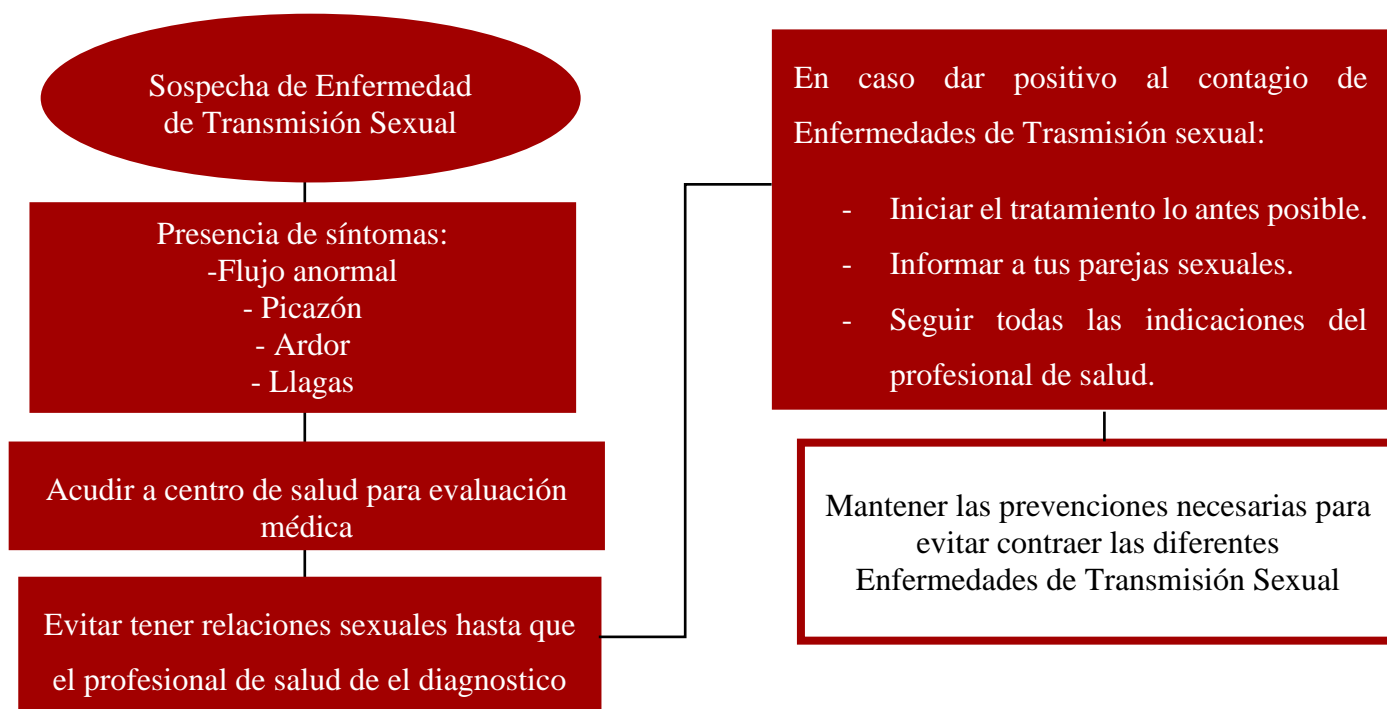 Sospecha de Enfermedad
de Transmisión Sexual
Presencia de síntomas:
-Flujo anormal
- Picazón
- Ardor
- Llagas
Acudir a centro de salud para evaluación
médica
Evitar tener relaciones sexuales hasta que
el profesional de salud de el diagnostico
En caso dar positivo al contagio de
Enfermedades de Trasmisión sexual:
- Iniciar el tratamiento lo antes posible.
- Informar a tus parejas sexuales.
- Seguir todas las indicaciones del
profesional de salud.
Mantener las prevenciones necesarias para
evitar contraer las diferentes
Enfermedades de Transmisión Sexual